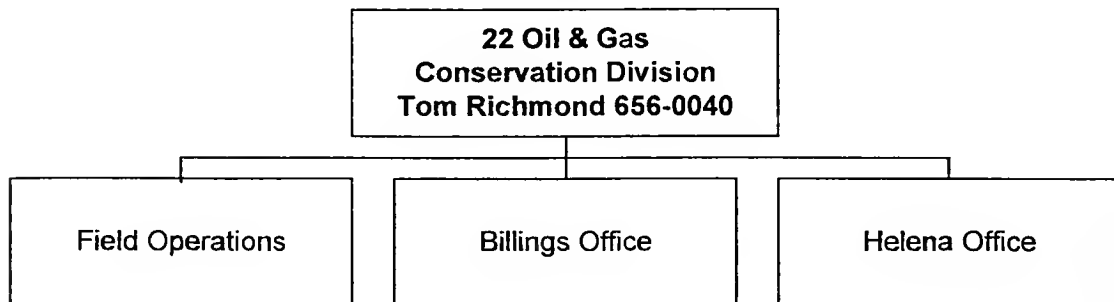 22 Oil & Gas
Conservation Division
Tom Richmond 656-0040
Field Operations
Billings Office
Helena Office